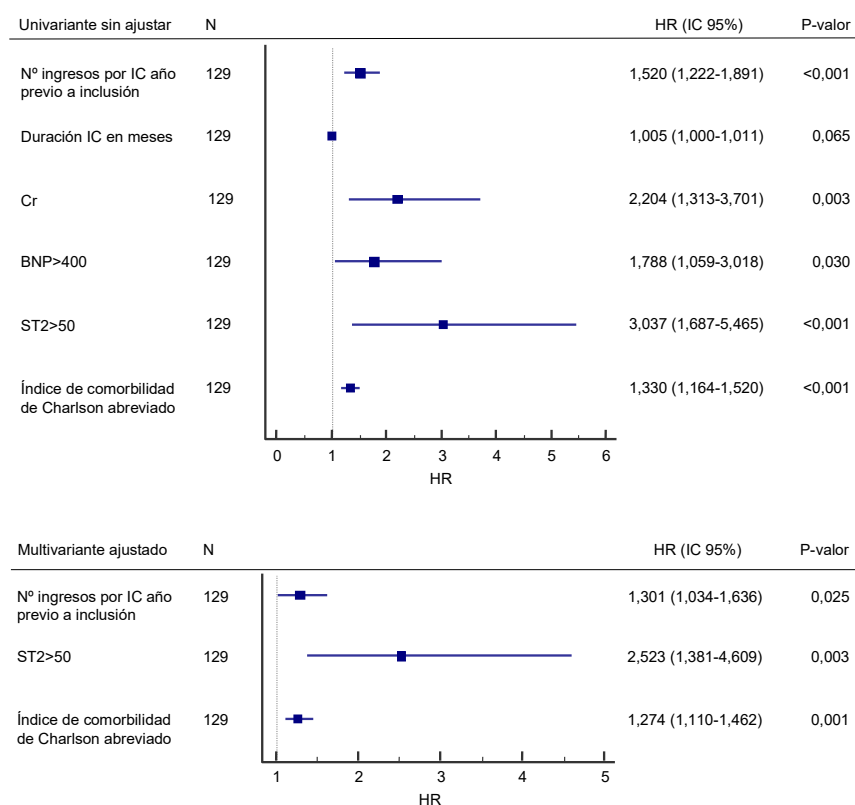 Univariante sin ajustar N HR (IC 95%) P-valor
Nº ingresos por IC año 129 1,520 (1,222-1,891) <0,001
previo a inclusión
Duración IC en meses 129 1,005 (1,000-1,011) 0,065
Cr 129 2,204 (1,313-3,701) 0,003
BNP>400 129 1,788 (1,059-3,018) 0,030
ST2>50 129 3,037 (1,687-5,465) <0,001
Índice de comorbilidad 129 1,330 (1,164-1,520) <0,001
de Charlson abreviado
0 1 2 3 4 5 6
HR
Multivariante ajustado N HR (IC 95%) P-valor
Nº ingresos por IC año 129 1,301 (1,034-1,636) 0,025
previo a inclusión
ST2>50 129 2,523 (1,381-4,609) 0,003
Índice de comorbilidad 129 1,274 (1,110-1,462) 0,001
de Charlson abreviado
1 2 3 4 5
HR